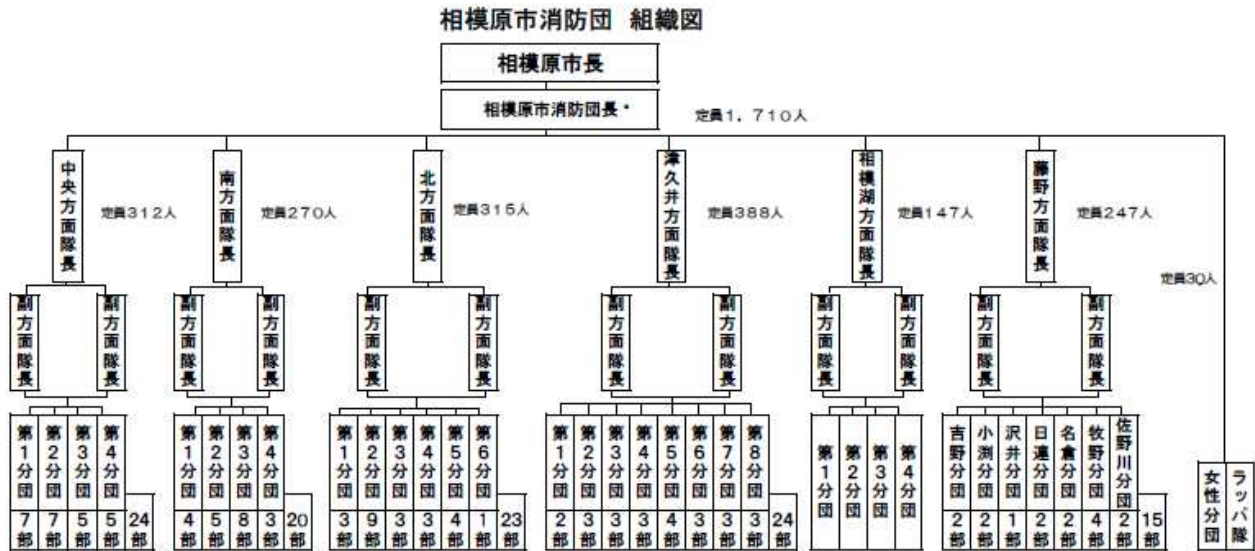 相模原市消防団 組織図
相模原市長
相模原市消防団長
定員1，710人
中央方面隊長
定員312人
南方面隊長
定員270人
北方面隊長
定員315人
津久井方面隊長
定員388人
相模湖方面隊長
定員147人
藤野方面隊長
定員247人
定員30人
副方面隊長
副方面隊長
副方面隊長
副方面隊長
副方面隊長
副方面隊長
副方面隊長
副方面隊長
副方面隊長
副方面隊長
副方面隊長
副方面隊長
第1分団
第2分団
第3分団
第4分団
第1分団
第2分団
第3分団
第4分団
第1分団
第2分団
第3分団
第4分団
第5分団
第6分団
第1分団
第2分団
第3分団
第4分団
第5分団
第6分団
第7分団
第8分団
第1分団
第2分団
第3分団
第4分団
吉野分団
小渕分団
沢井分団
日連分団
名倉分団
牧野分団
佐野川分団
女性分団
ラッパ隊
7部
7部
5部
5部
24部
4部
5部
8部
3部
20部
3部
9部
3部
3部
4部
1部
23部
2部
3部
3部
3部
4部
3部
3部
3部
24部
2部
2部
1部
2部
2部
4部
2部
15部